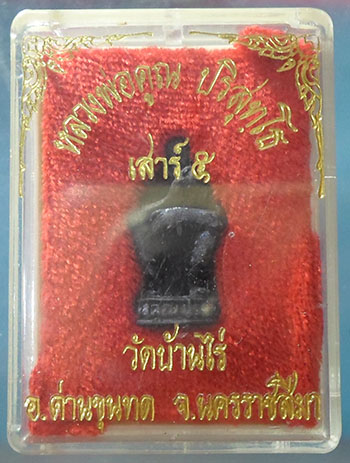 หลวงพ่อคูณ ปริสุทฺโธ
เสาร์ ๕
วัดบ้านไร่
อ.ด่านขุนทด จ.นครราชสีมา